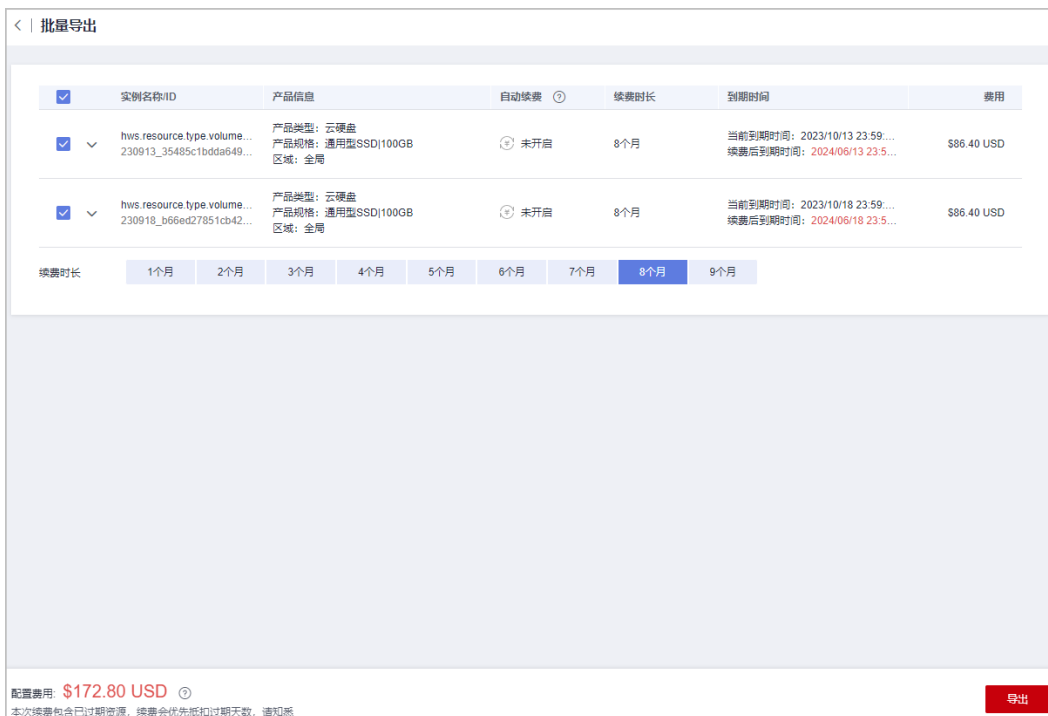 批量导出
实例名称/ID 产品信息 自动续费 续费时长 到期时间 费用
hws.resource.type.volume... 产品类型：云硬盘 未开启 8个月 当前到期时间：2023/10/13 23:59:... $86.40 USD
230913_35485c1bdda649... 产品规格：通用型SSD|100GB 续费后到期时间：2024/06/13 23:5...
区域：全局
hws.resource.type.volume... 产品类型：云硬盘 未开启 8个月 当前到期时间：2023/10/18 23:59:... $86.40 USD
230918_b66ed27851cb42... 产品规格：通用型SSD|100GB 续费后到期时间：2024/06/18 23:5...
区域：全局
续费时长 1个月 2个月 3个月 4个月 5个月 6个月 7个月 8个月 9个月
配置费用: $172.80 USD
导出
本次续费包含已过期资源，续费会优先抵扣过期天数，请知悉